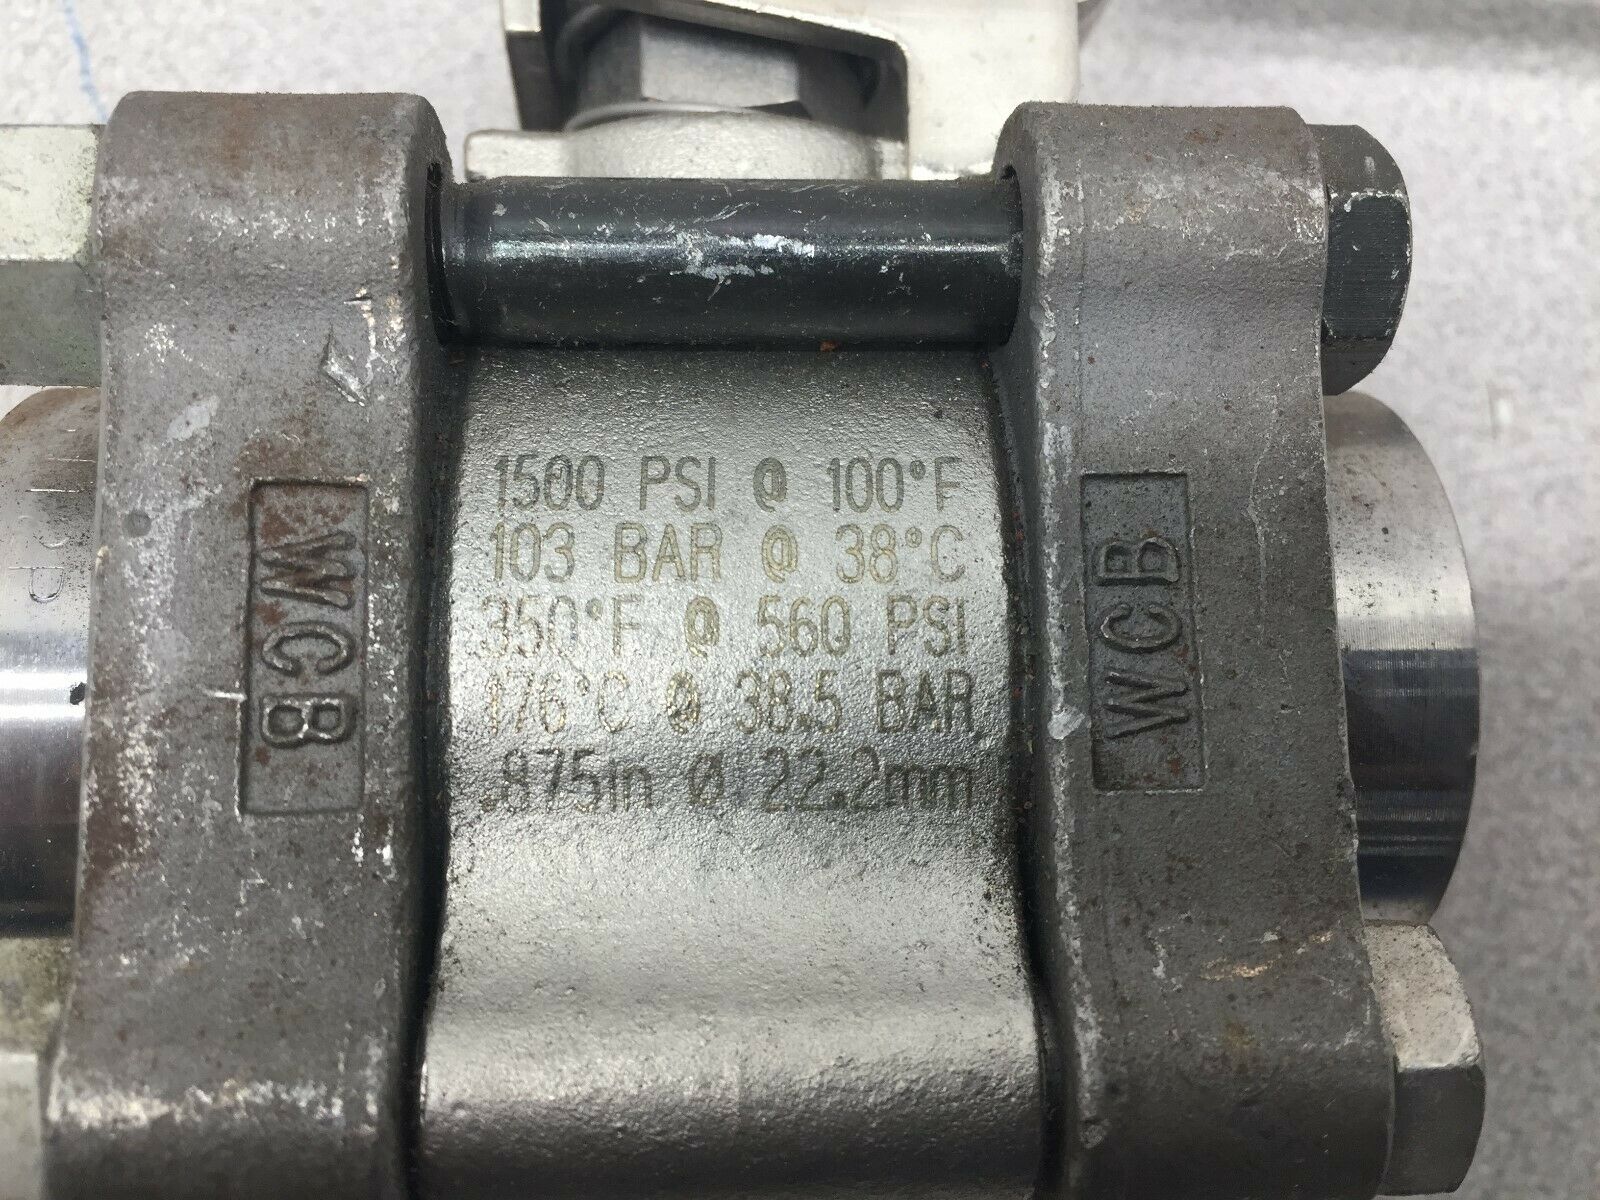 1500 PSI @ 100°F
103 BAR @ 38°C
350°F @ 560 PSI
176°C @ 38.5 BAR
.875in Ø 22.2mm
WCB
WCB